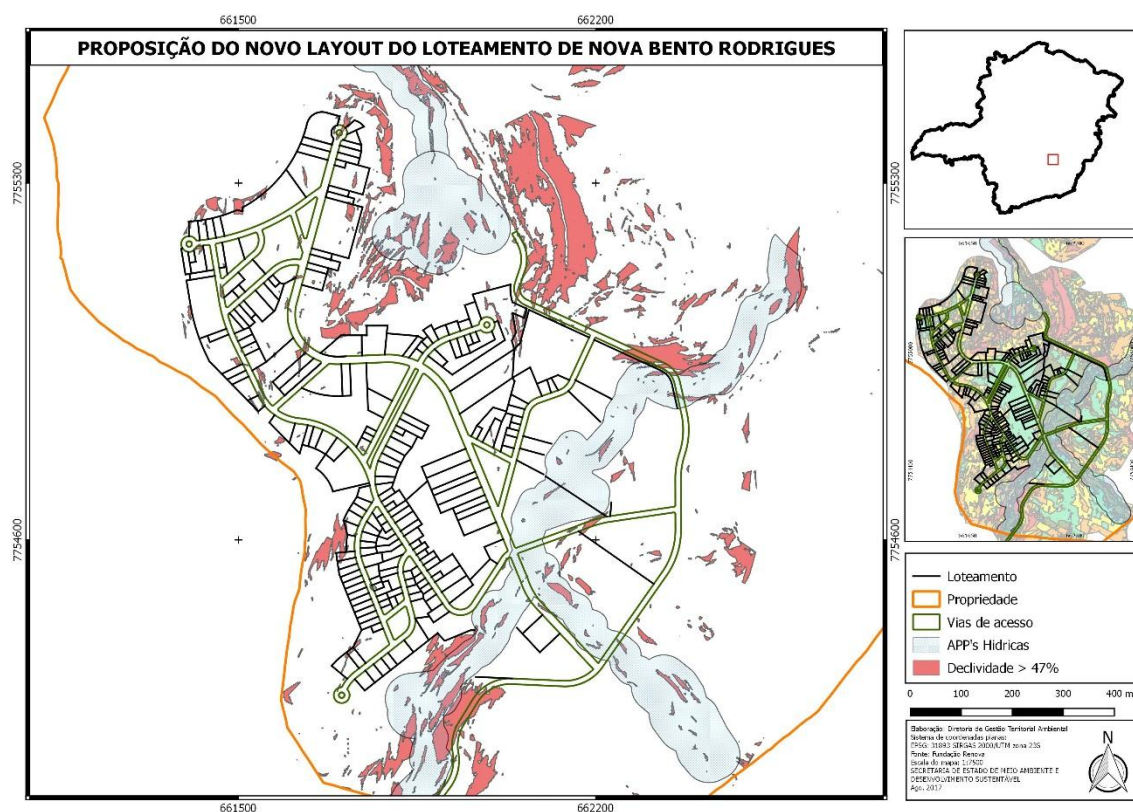 661500
662200
PROPOSIÇÃO DO NOVO LAYOUT DO LOTEAMENTO DE NOVA BENTO RODRIGUES
7755300
7755300
7754600
7754600
661500
662200
Loteamento
Propriedade
Vias de acesso
APP's Hídricas
Declividade > 47%
0 100 200 300 400 m
Elaboração: Diretoria de Gestão Territorial Ambiental
Sistema de coordenadas planas:
EPSG: 31983 SIRGAS 2000/UTM zona 23S
Fonte: Fundação Renova
Escala do mapa: 1:7500
SECRETARIA DE ESTADO DE MEIO AMBIENTE E
DESENVOLVIMENTO SUSTENTÁVEL
Ago. 2017
N